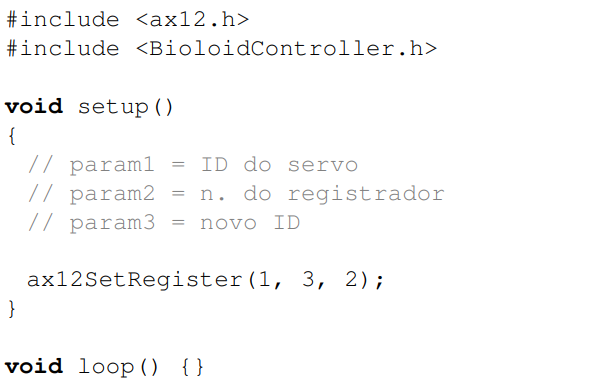 #include <ax12.h>
#include <BioloidController.h>
void setup()
{
// param1 = ID do servo
// param2 = n. do registrador
// param3 = novo ID
ax12SetRegister(1, 3, 2);
}
void loop() {}